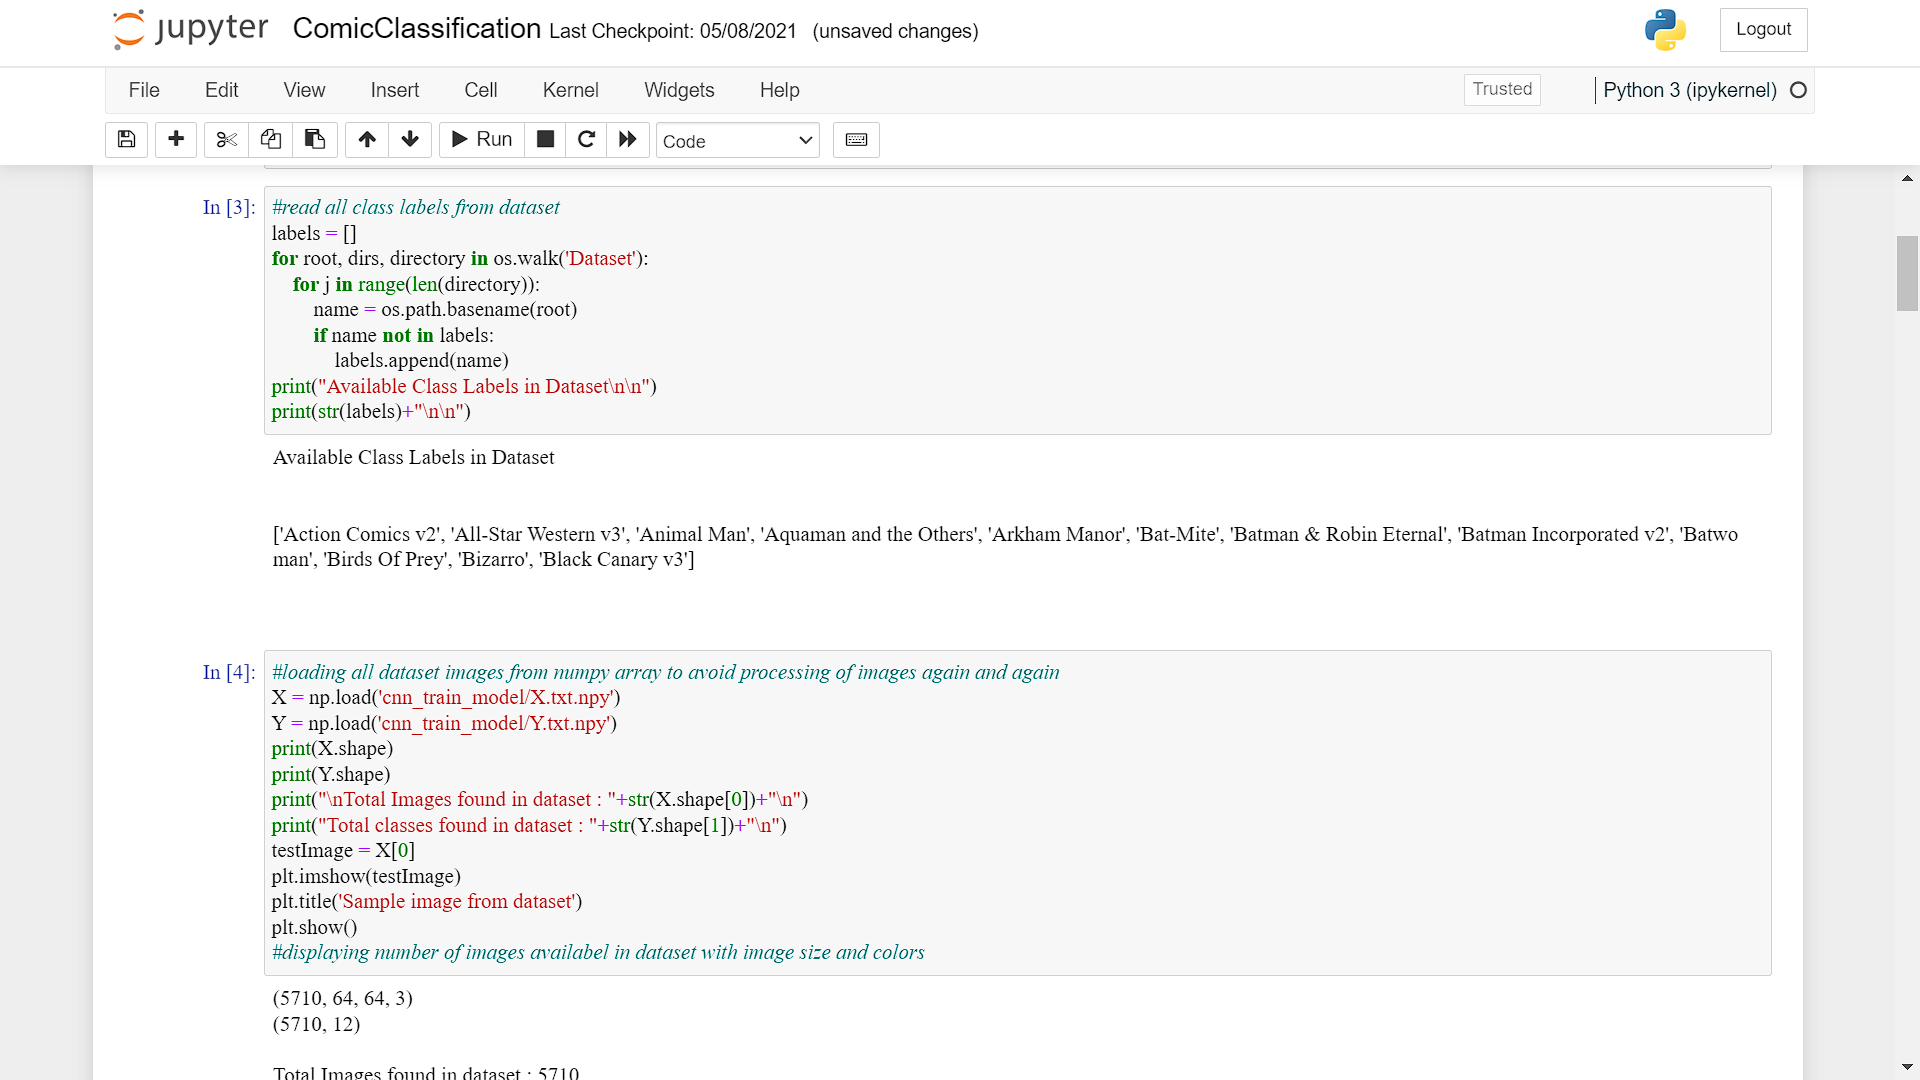 jupyter ComicClassification Last Checkpoint: 05/08/2021 (unsaved changes) Logout
File Edit View Insert Cell Kernel Widgets Help Trusted Python 3 (ipykernel)
Run Code
In [3]: #read all class labels from dataset
labels = []
for root, dirs, directory in os.walk('Dataset'):
    for j in range(len(directory)):
        name = os.path.basename(root)
        if name not in labels:
            labels.append(name)
print("Available Class Labels in Dataset\n\n")
print(str(labels)+"\n\n")
Available Class Labels in Dataset
['Action Comics v2', 'All-Star Western v3', 'Animal Man', 'Aquaman and the Others', 'Arkham Manor', 'Bat-Mite', 'Batman & Robin Eternal', 'Batman Incorporated v2', 'Batwo
man', 'Birds Of Prey', 'Bizarro', 'Black Canary v3']
In [4]: #loading all dataset images from numpy array to avoid processing of images again and again
X = np.load('cnn_train_model/X.txt.npy')
Y = np.load('cnn_train_model/Y.txt.npy')
print(X.shape)
print(Y.shape)
print("\nTotal Images found in dataset : "+str(X.shape[0])+"\n")
print("Total classes found in dataset : "+str(Y.shape[1])+"\n")
testImage = X[0]
plt.imshow(testImage)
plt.title('Sample image from dataset')
plt.show()
#displaying number of images availabel in dataset with image size and colors
(5710, 64, 64, 3)
(5710, 12)
Total Images found in dataset : 5710